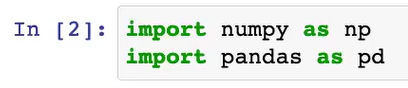 In [2]: import numpy as np
import pandas as pd